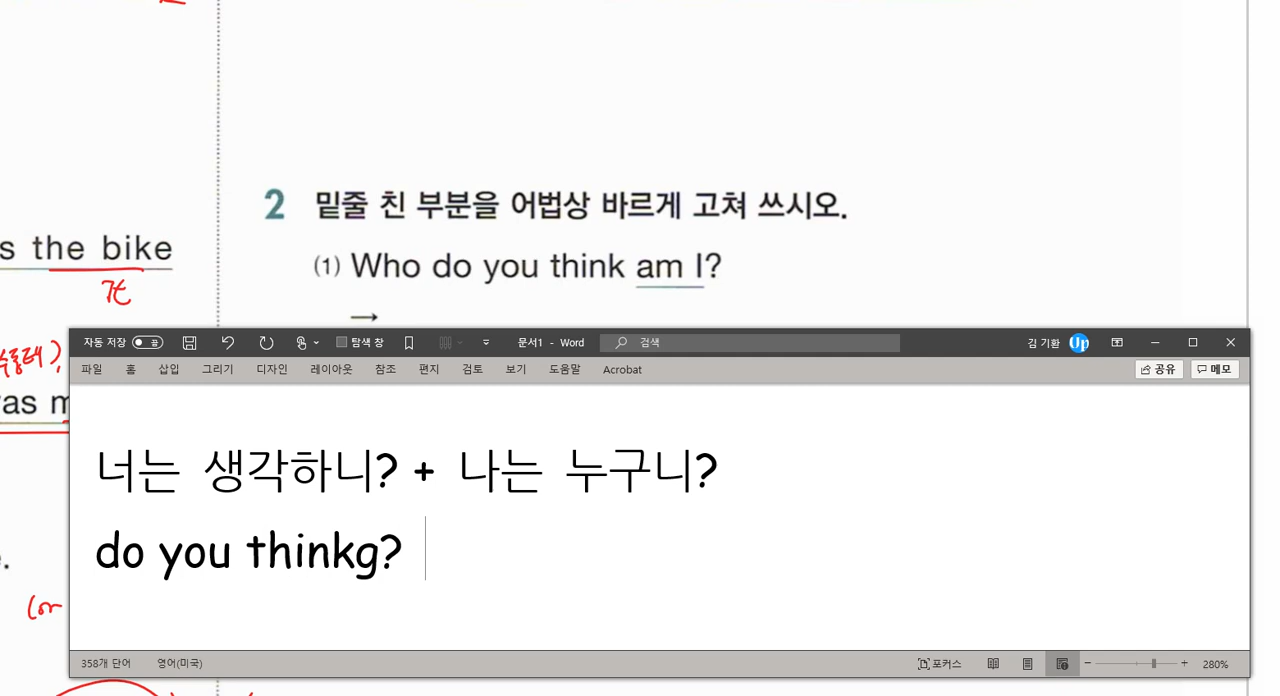 2 밑줄 친 부분을 어법상 바르게 고쳐 쓰시오.
s the bike
(1) Who do you think am I?
→
자동 저장 끔 탐색 창 문서1 - Word 검색 김 기환 Up
파일 홈 삽입 그리기 디자인 레이아웃 참조 편지 검토 보기 도움말 Acrobat 공유 메모
as m
너는 생각하니? + 나는 누구니?
do you thinkg?
e.
(or
358개 단어 영어(미국) 포커스 280%